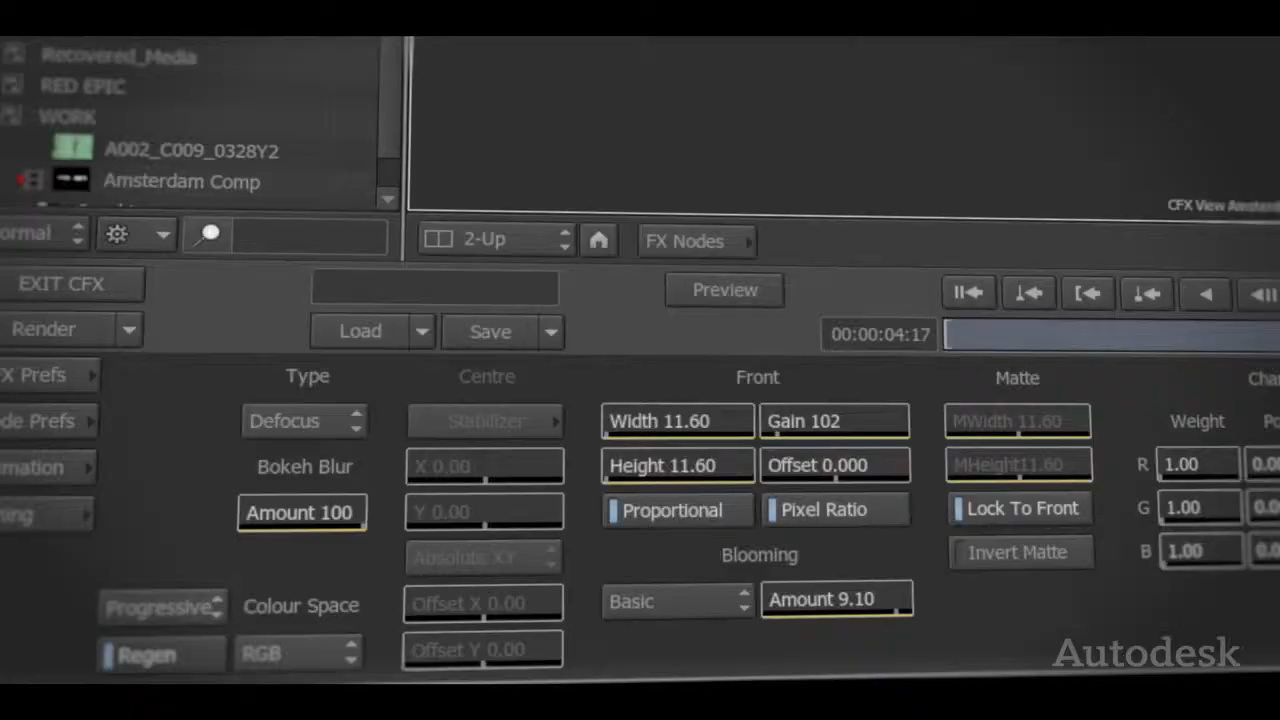 Recovered_Media
RED EPIC
WORK
A002_C009_0328Y2
Amsterdam Comp
CFX View
2-Up
FX Nodes
EXIT CFX
Preview
Render
Load
Save
00:00:04:17
Prefs
Type
Centre
Front
Matte
Prefs
Defocus
Stabilizer
Width 11.60
Gain 102
MWidth 11.60
Weight
Bokeh Blur
X 0.00
Height 11.60
Offset 0.000
MHeight11.60
R
1.00
Amount 100
Y 0.00
Proportional
Pixel Ratio
Lock To Front
G
1.00
Absolute XY
Blooming
Invert Matte
B
1.00
Progressive
Colour Space
Offset X 0.00
Basic
Amount 9.10
Regen
RGB
Offset Y 0.00
Autodesk